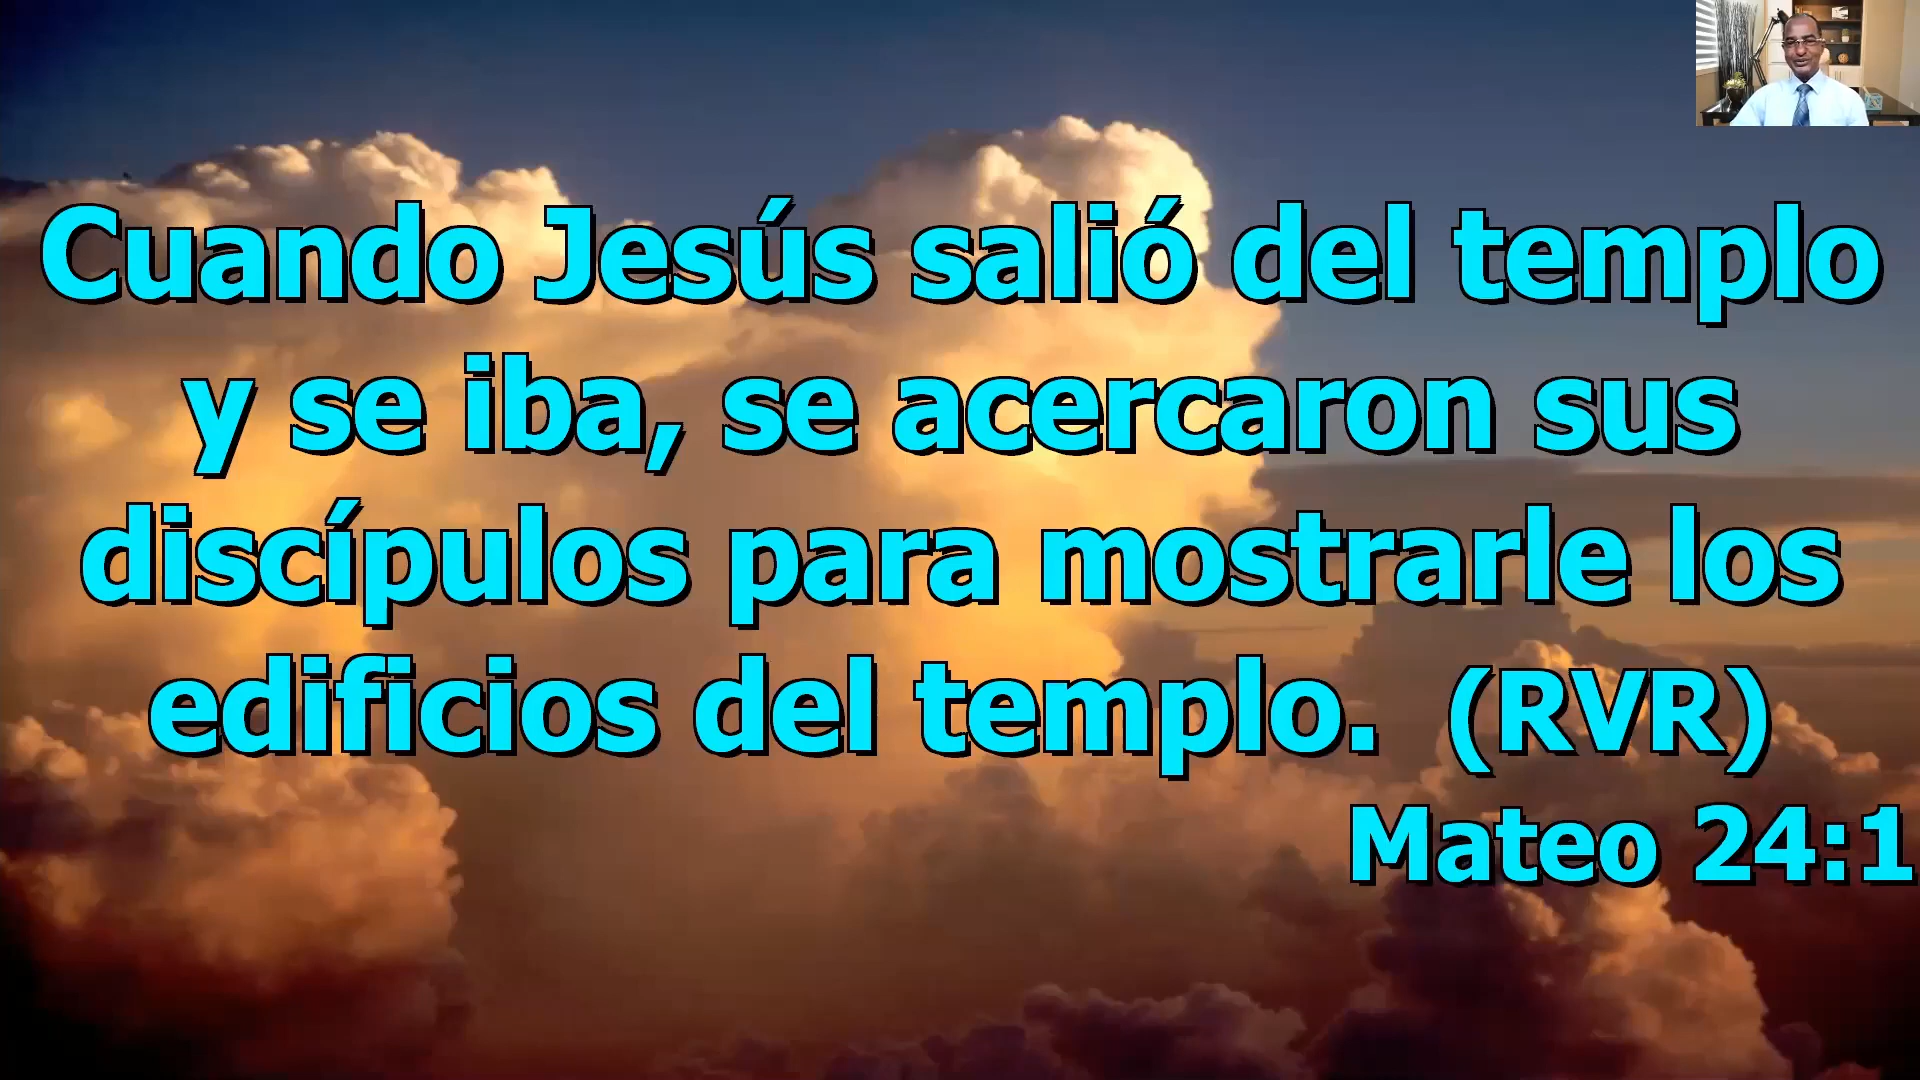 Cuando Jesús salió del templo
y se iba, se acercaron sus
discípulos para mostrarle los
edificios del templo. (RVR)
Mateo 24:1